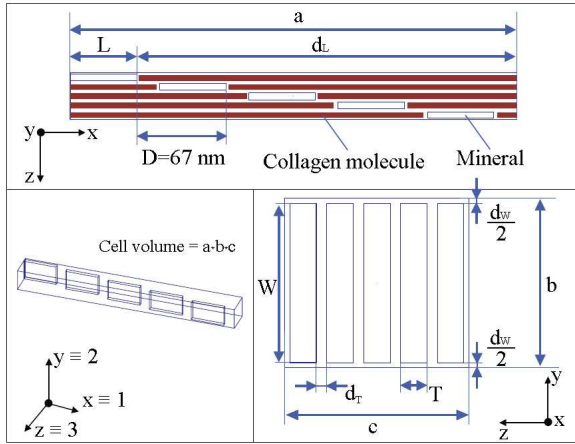 a
L
dL
y
x
z
D=67 nm
Collagen molecule
Mineral
Cell volume = a·b·c
y ≡ 2
x ≡ 1
z ≡ 3
dW
2
W
b
dW
2
dT
T
c
y
z
x